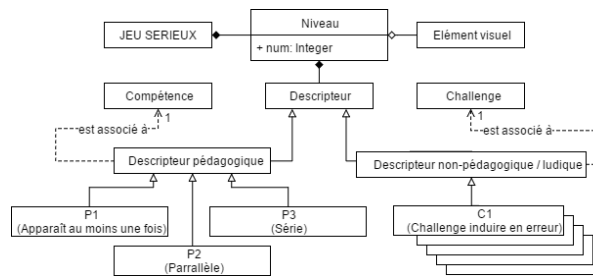 Niveau
JEU SERIEUX
+ num: Integer
Elément visuel
Compétence
Descripteur
Challenge
1
1
est associé à
est associé à
Descripteur pédagogique
Descripteur non-pédagogique / ludique
P1
(Apparaît au moins une fois)
P3
(Série)
C1
(Challenge induire en erreur)
P2
(Parrallèle)